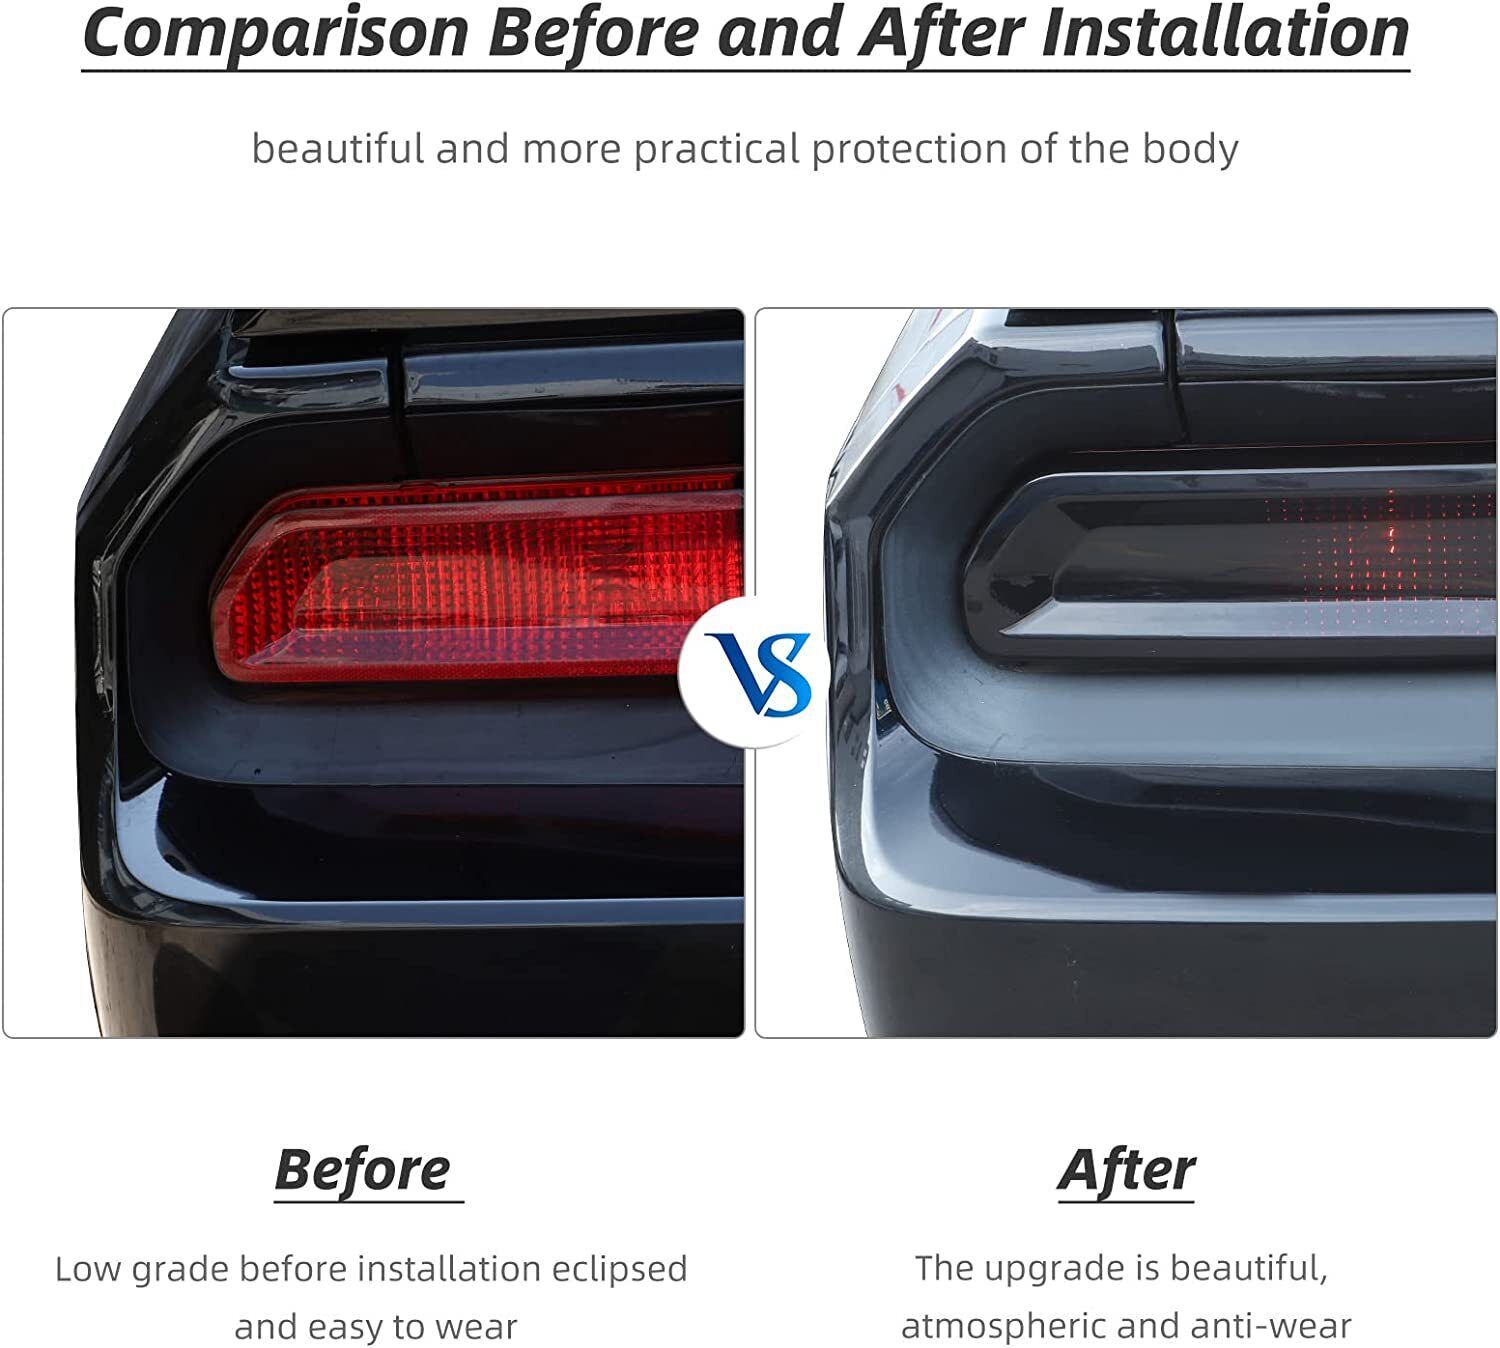 Comparison Before and After Installation
beautiful and more practical protection of the body
VS
Before
After
Low grade before installation eclipsed
and easy to wear
The upgrade is beautiful,
atmospheric and anti-wear